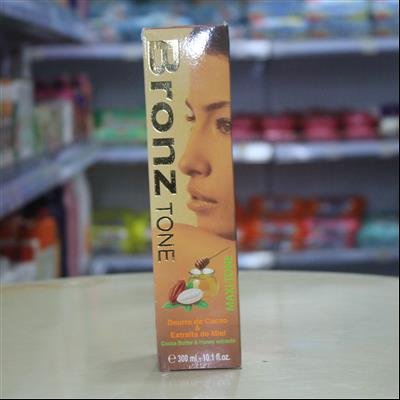 Bronz
TONE
MAXI TUBE
Beurre de Cacao
&
Extraits de Miel
Cocoa Butter & Honey extracts
℮ 300 ml - 10.1 fl.oz.